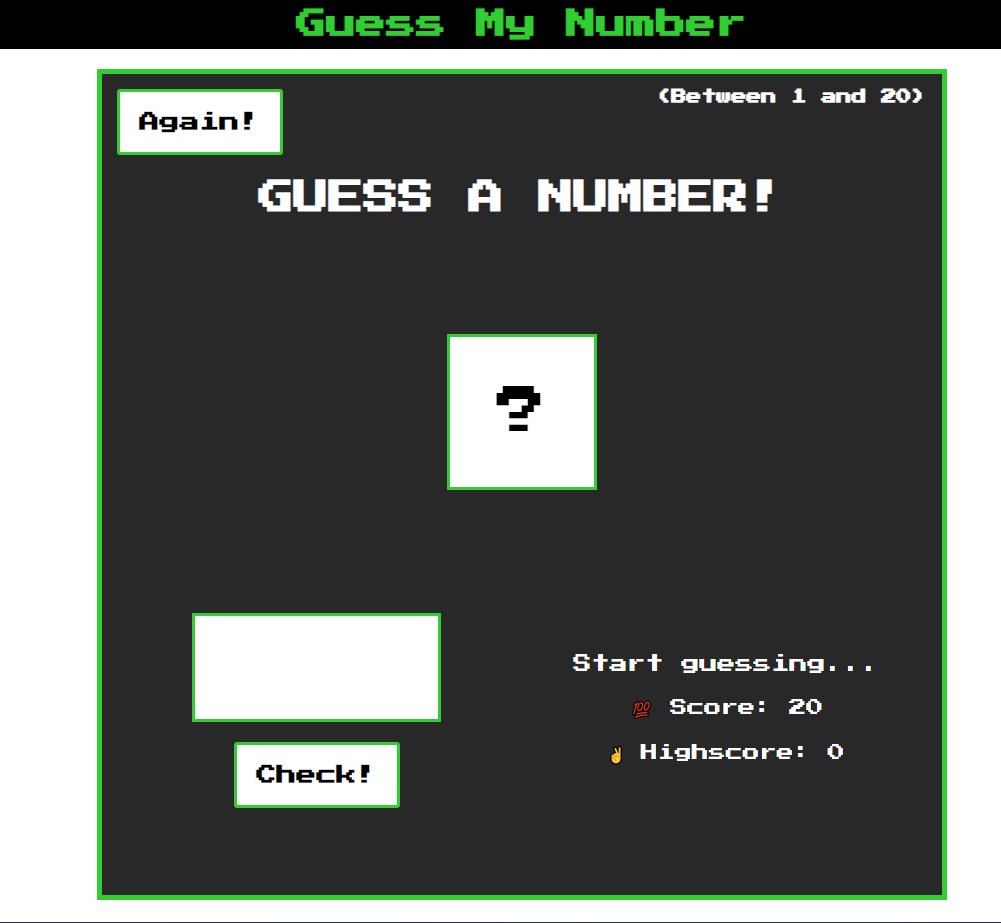 Guess My Number
Again!
(Between 1 and 20)
GUESS A NUMBER!
?
Start guessing...
💯 Score: 20
✌️ Highscore: 0
Check!